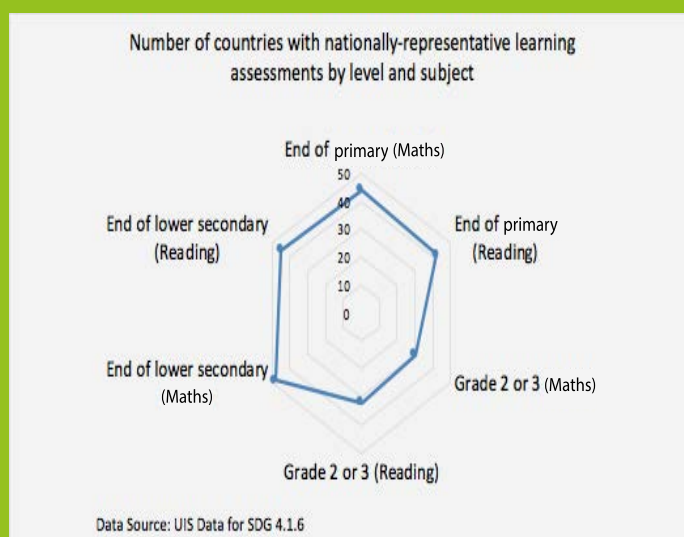 Number of countries with nationally-representative learning
assessments by level and subject
End of primary (Maths)
50
40
30
20
10
0
End of primary
(Reading)
Grade 2 or 3 (Maths)
Grade 2 or 3 (Reading)
End of lower secondary
(Maths)
End of lower secondary
(Reading)
Data Source: UIS Data for SDG 4.1.6